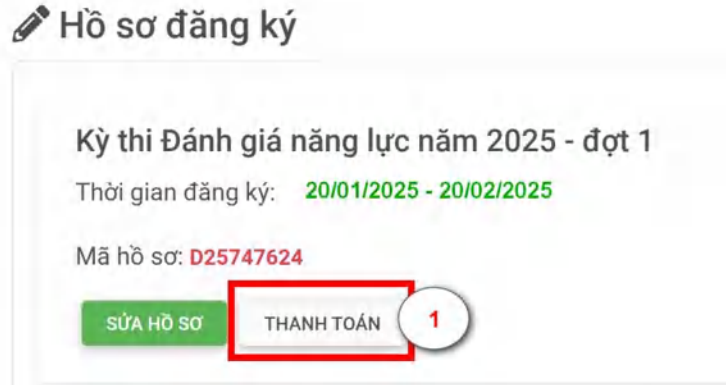 Hồ sơ đăng ký
Kỳ thi Đánh giá năng lực năm 2025 - đợt 1
Thời gian đăng ký: 20/01/2025 - 20/02/2025
Mã hồ sơ: D25747624
SỬA HỒ SƠ THANH TOÁN 1